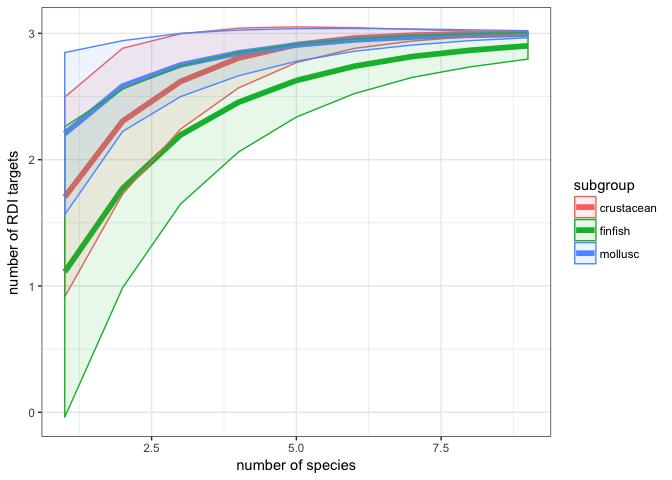 3
2
1
0
number of RDI targets
2.5
5.0
7.5
number of species
subgroup
crustacean
finfish
mollusc